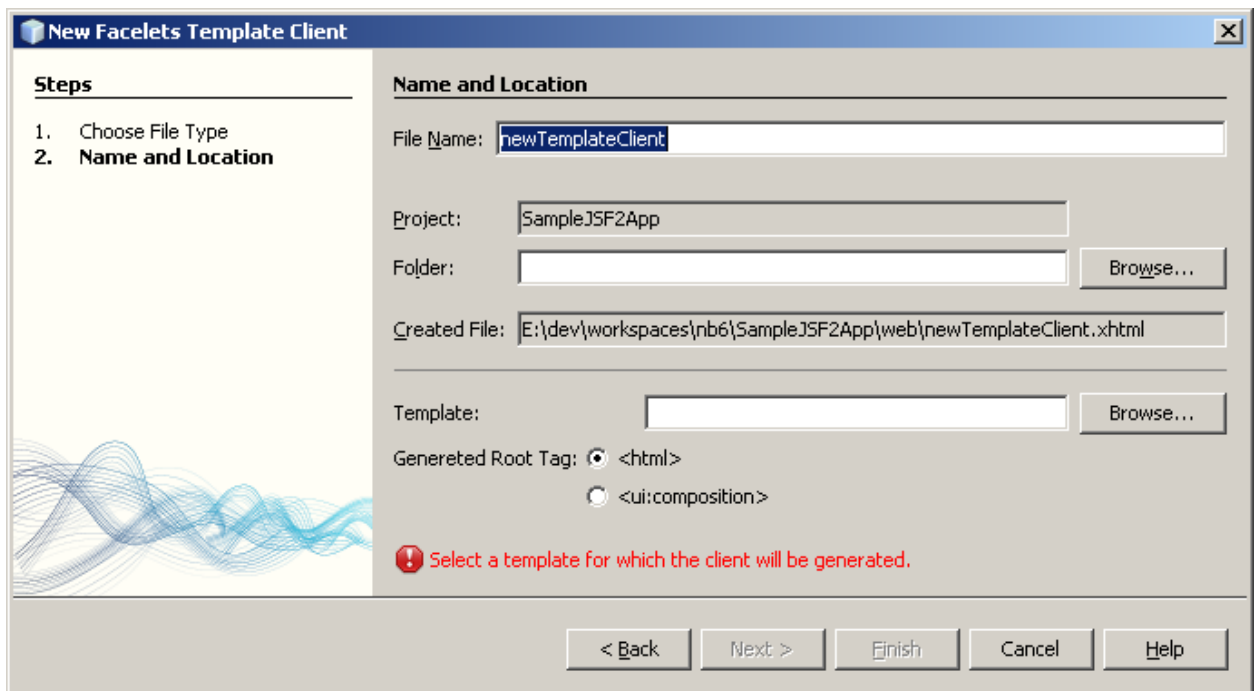 New Facelets Template Client
Steps
1. Choose File Type
2. Name and Location
Name and Location
File Name: newTemplateClient
Project: SampleJSF2App
Folder: Browse...
Created File: E:\dev\workspaces\nb6\SampleJSF2App\web\newTemplateClient.xhtml
Template: Browse...
Genereted Root Tag: <html>
<ui:composition>
Select a template for which the client will be generated.
< Back Next > Finish Cancel Help